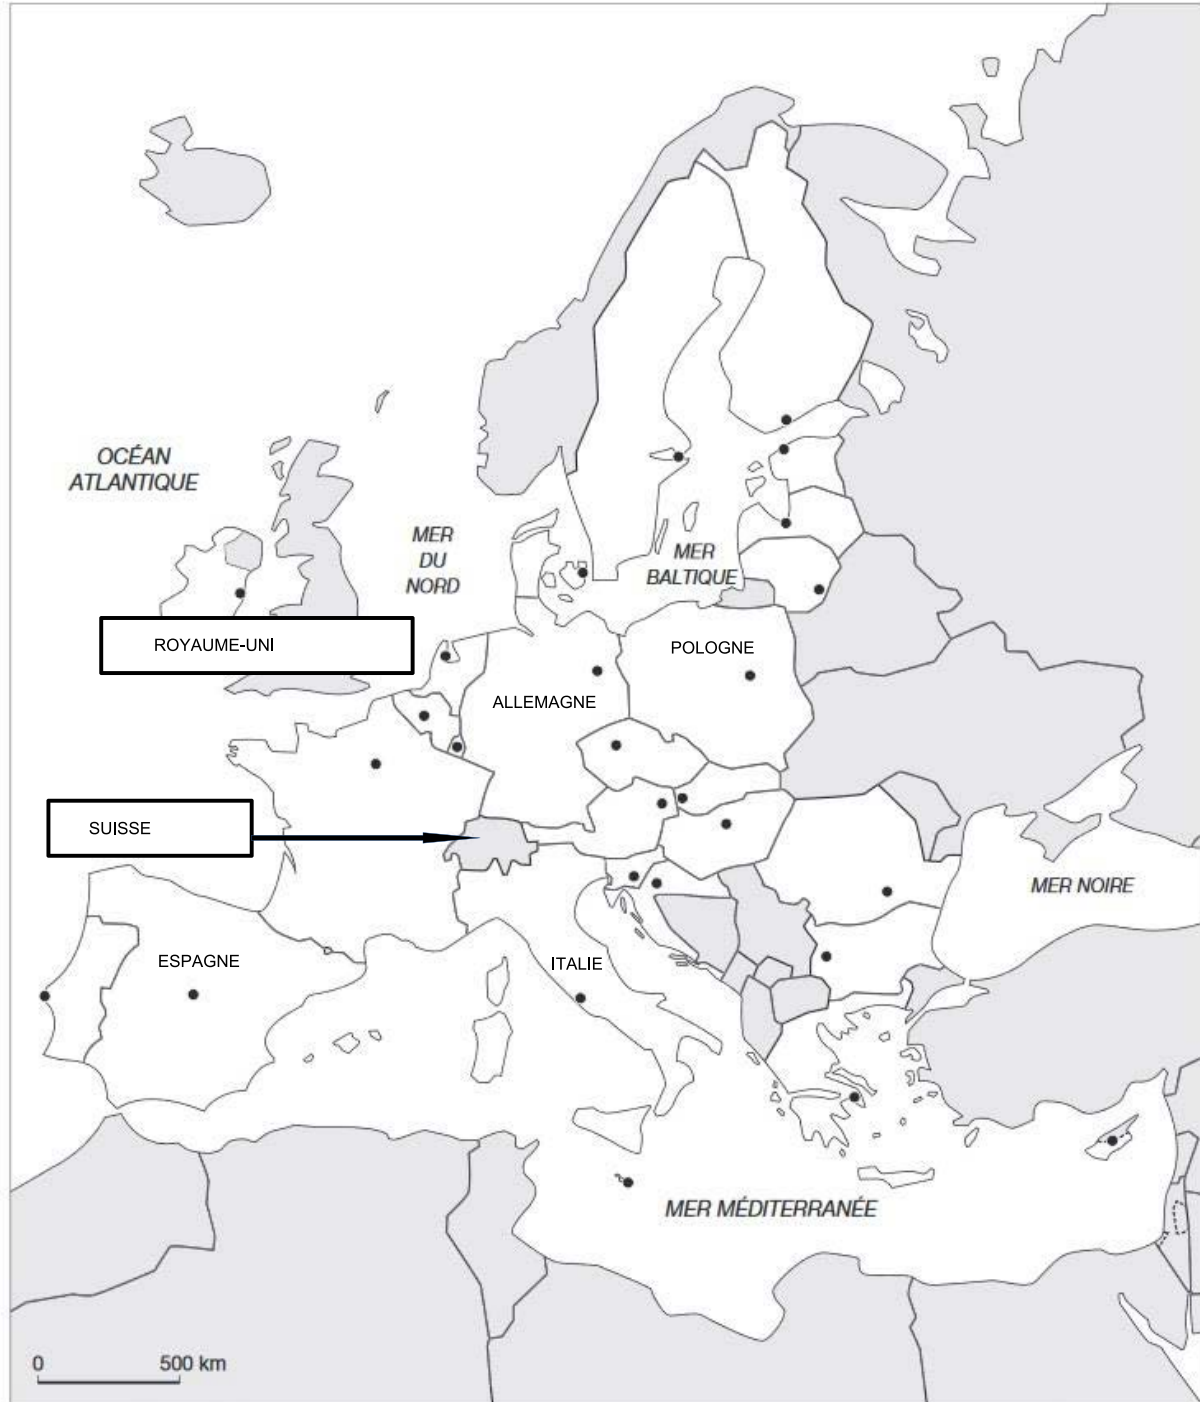 OCÉAN
ATLANTIQUE
MER
DU
NORD
MER
BALTIQUE
ROYAUME-UNI
POLOGNE
ALLEMAGNE
SUISSE
MER NOIRE
ESPAGNE
ITALIE
MER MÉDITERRANÉE
0 500 km